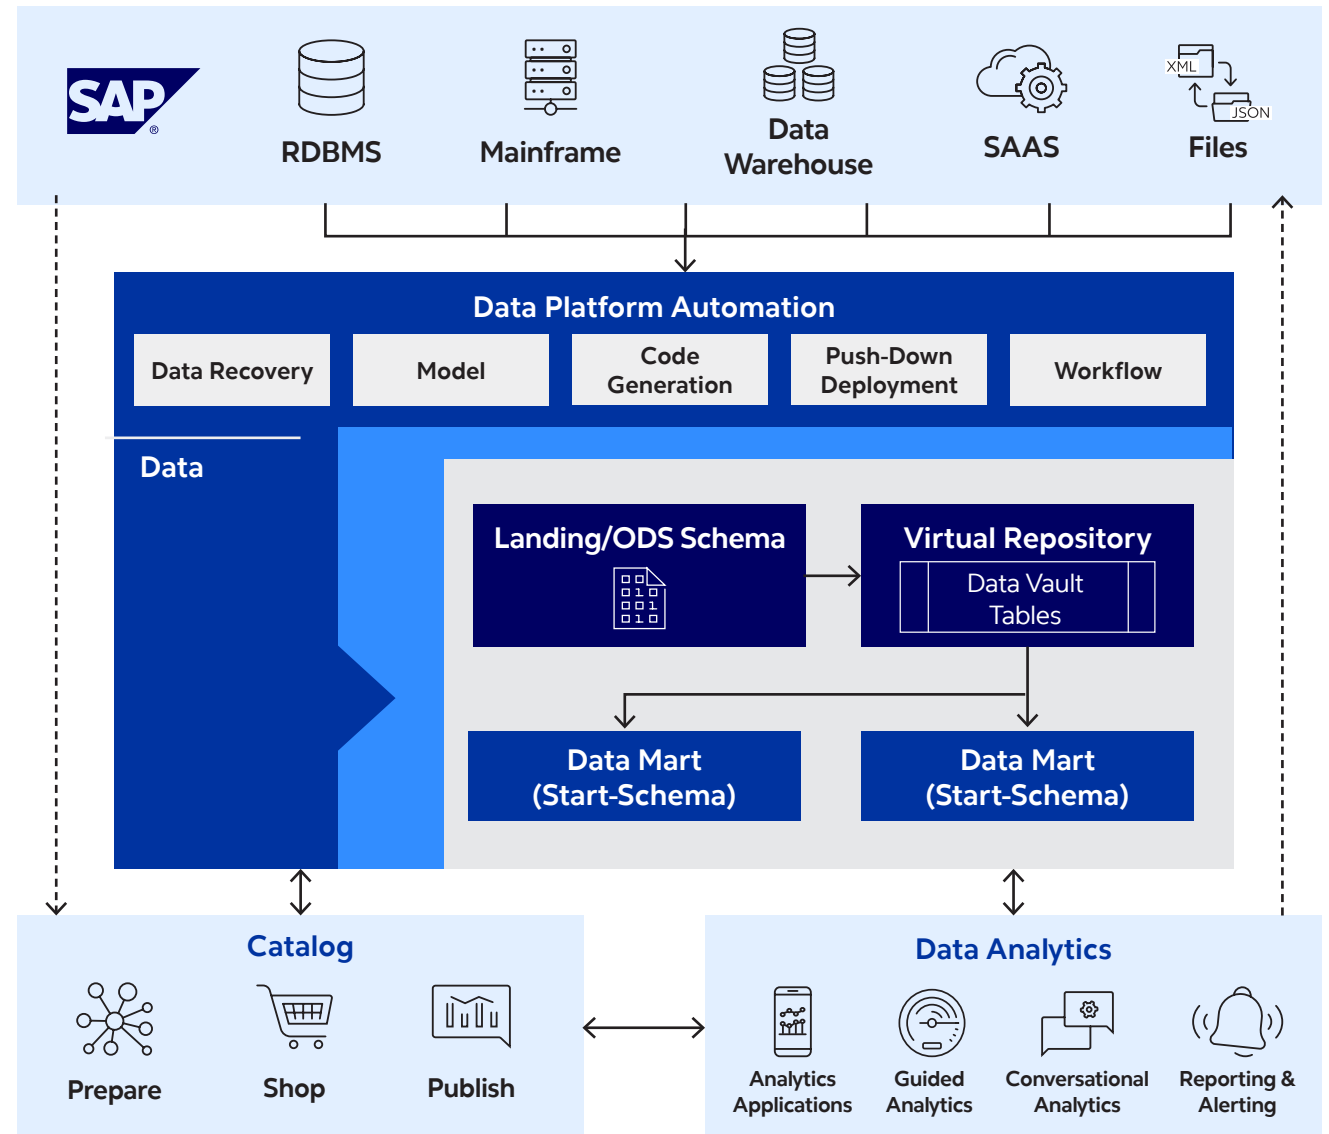 SAP
®
RDBMS
Mainframe
Data
Warehouse
SAAS
XML
JSON
Files
Data Platform Automation
Data Recovery
Model
Code
Generation
Push-Down
Deployment
Workflow
Data
Landing/ODS Schema
Virtual Repository
Data Vault
Tables
Data Mart
(Start-Schema)
Data Mart
(Start-Schema)
Catalog
Prepare
Shop
Publish
Data Analytics
Analytics
Applications
Guided
Analytics
Conversational
Analytics
Reporting &
Alerting